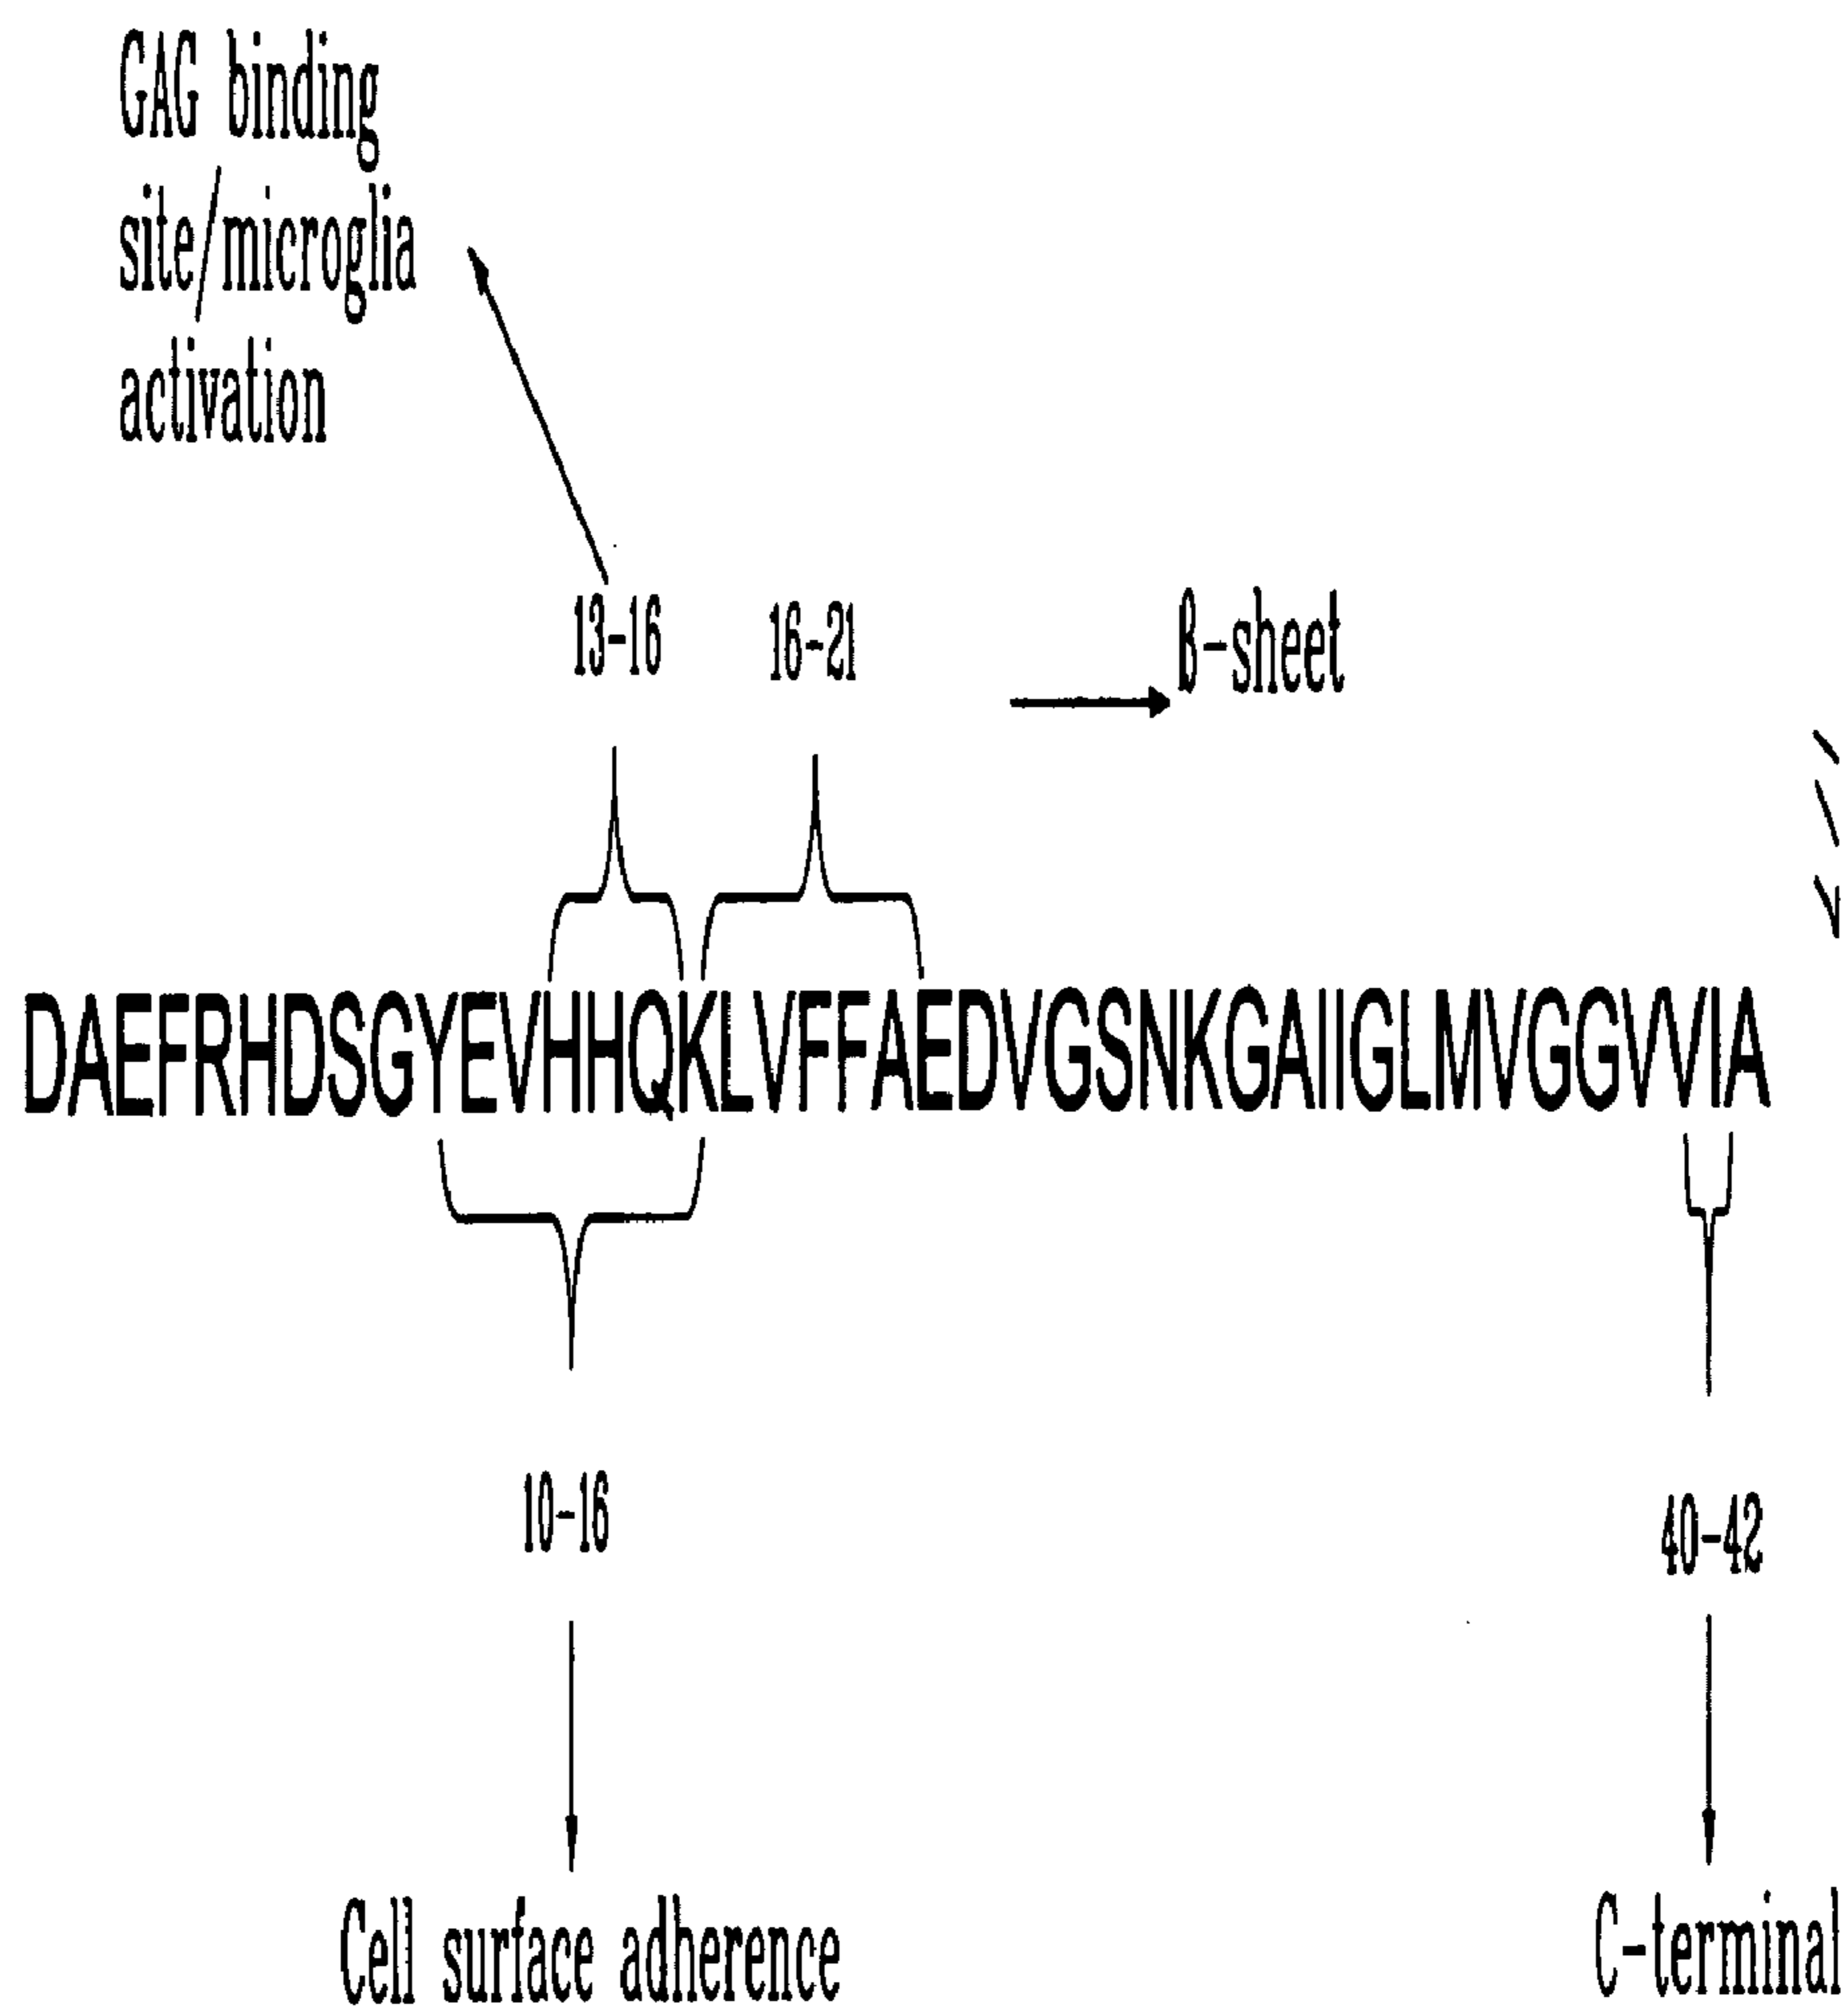 GAG binding
site/microglia
activation
13-16
16-21
β-sheet
DAEFRHDSGYEVHHQKLVFFAEDVGSNKGAIIGLMVGGVVIA
10-16
40-42
Cell surface adherence
C-terminal